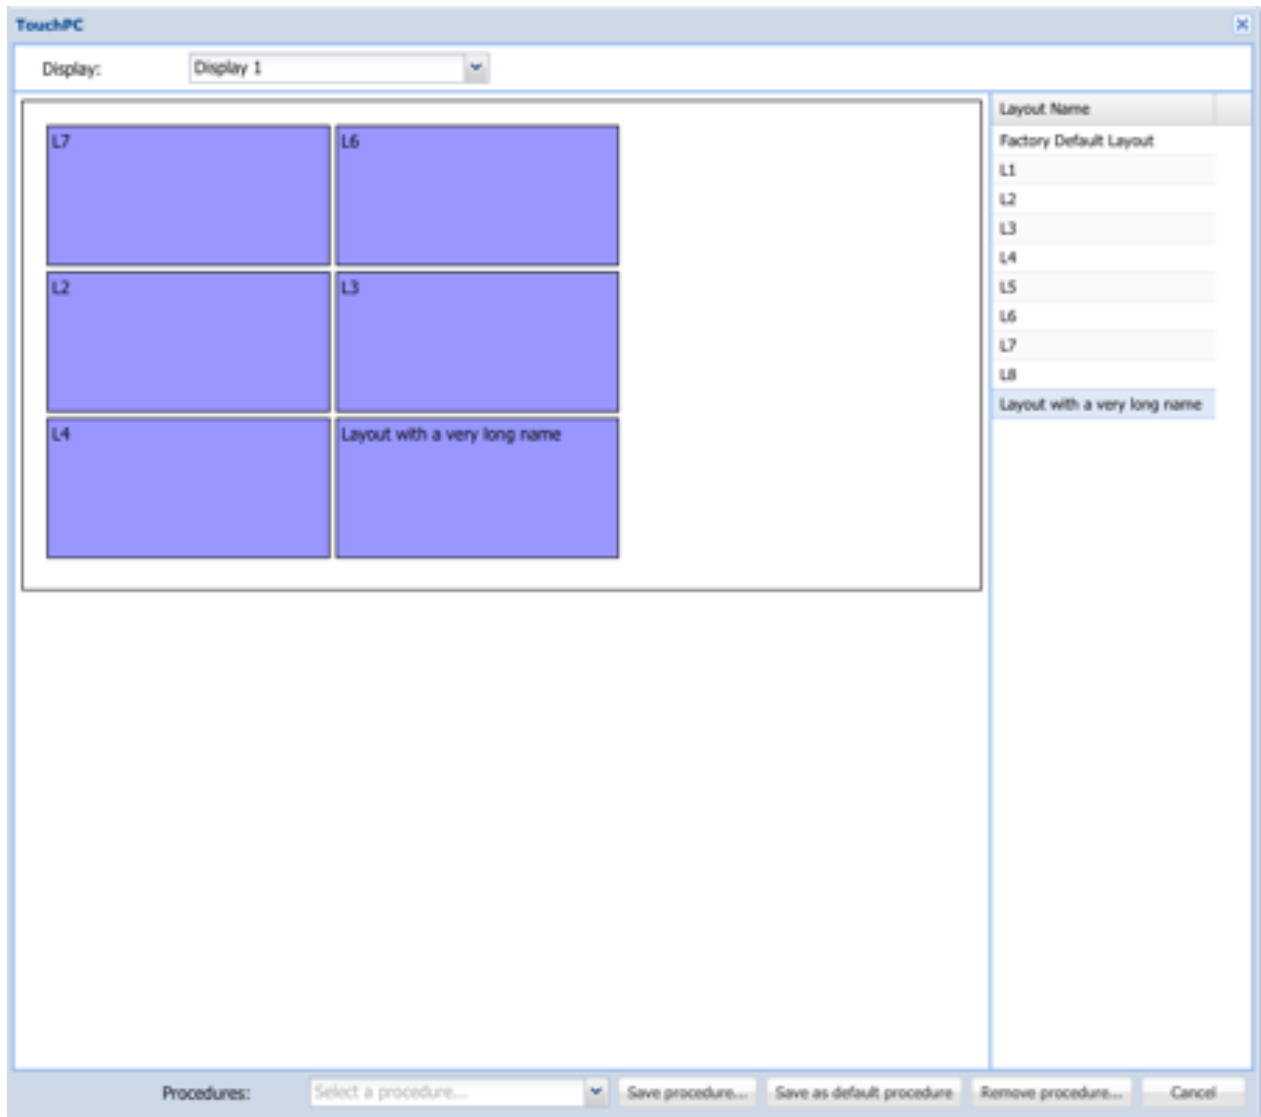 TouchPC
Display: Display 1
L7 L6
L2 L3
L4 Layout with a very long name
Layout Name
Factory Default Layout
L1
L2
L3
L4
L5
L6
L7
L8
Layout with a very long name
Procedures: Select a procedure... Save procedure... Save as default procedure Remove procedure... Cancel